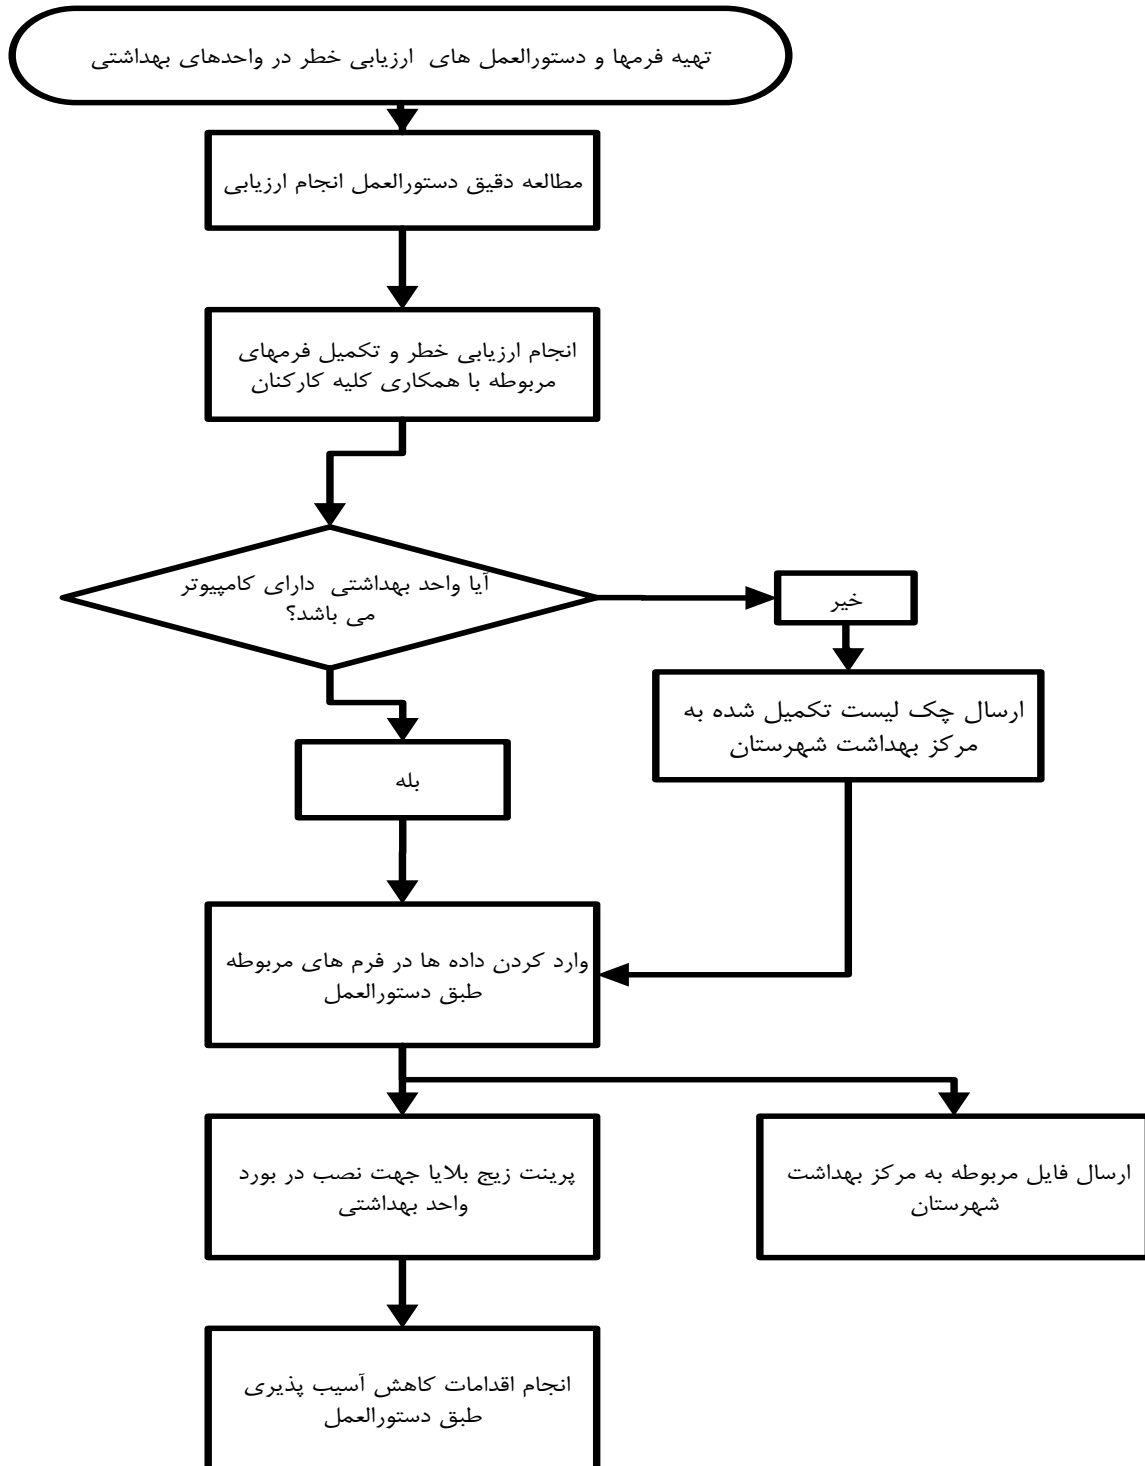 تهیه فرمها و دستورالعمل های ارزیابی خطر در واحدهای بهداشتی
مطالعه دقیق دستورالعمل انجام ارزیابی
انجام ارزیابی خطر و تکمیل فرمهای
مربوطه با همکاری کلیه کارکنان
آیا واحد بهداشتی دارای کامپیوتر
می باشد؟
خیر
ارسال چک لیست تکمیل شده به
مرکز بهداشت شهرستان
بله
وارد کردن داده ها در فرم های مربوطه
طبق دستورالعمل
پرینت زیج بلایا جهت نصب در بورد
واحد بهداشتی
ارسال فایل مربوطه به مرکز بهداشت
شهرستان
انجام اقدامات کاهش آسیب پذیری
طبق دستورالعمل